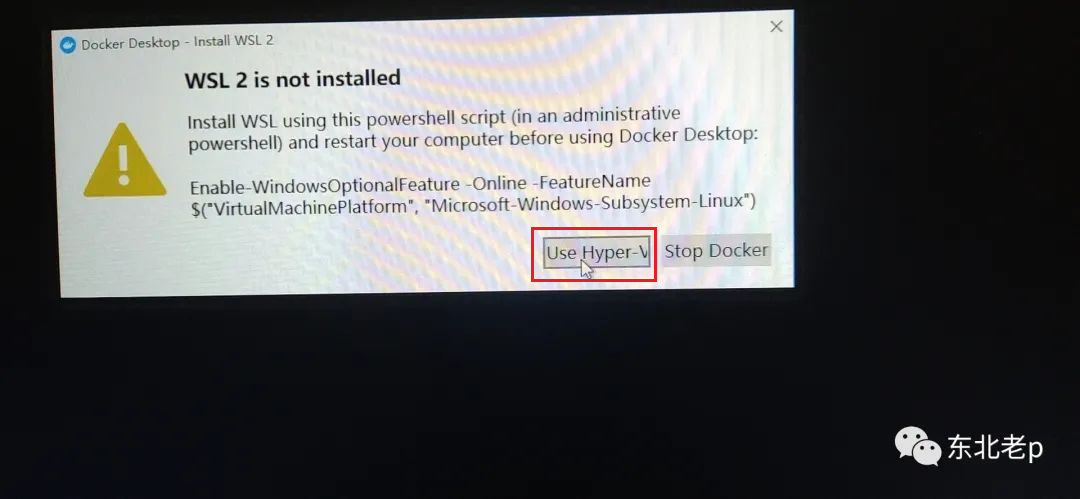 Docker Desktop - Install WSL 2
WSL 2 is not installed
Install WSL using this powershell script (in an administrative
powershell) and restart your computer before using Docker Desktop:
Enable-WindowsOptionalFeature -Online -FeatureName
$("VirtualMachinePlatform", "Microsoft-Windows-Subsystem-Linux")
Use Hyper-V Stop Docker
东北老p